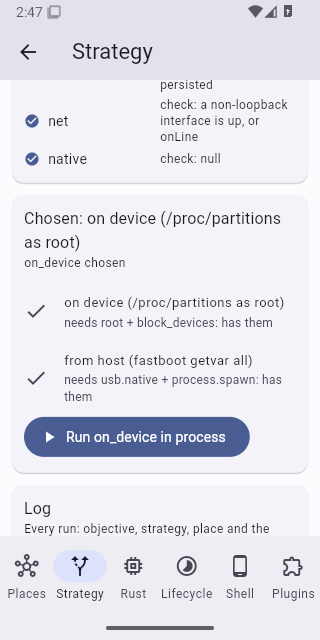 2:47
Strategy
persisted
net
check: a non-loopback
interface is up, or
onLine
native
check: null
Chosen: on device (/proc/partitions
as root)
on_device chosen
on device (/proc/partitions as root)
needs root + block_devices: has them
from host (fastboot getvar all)
needs usb.native + process.spawn: has
them
Run on_device in process
Log
Every run: objective, strategy, place and the
Places Strategy Run Lifecycle Shell Plugins